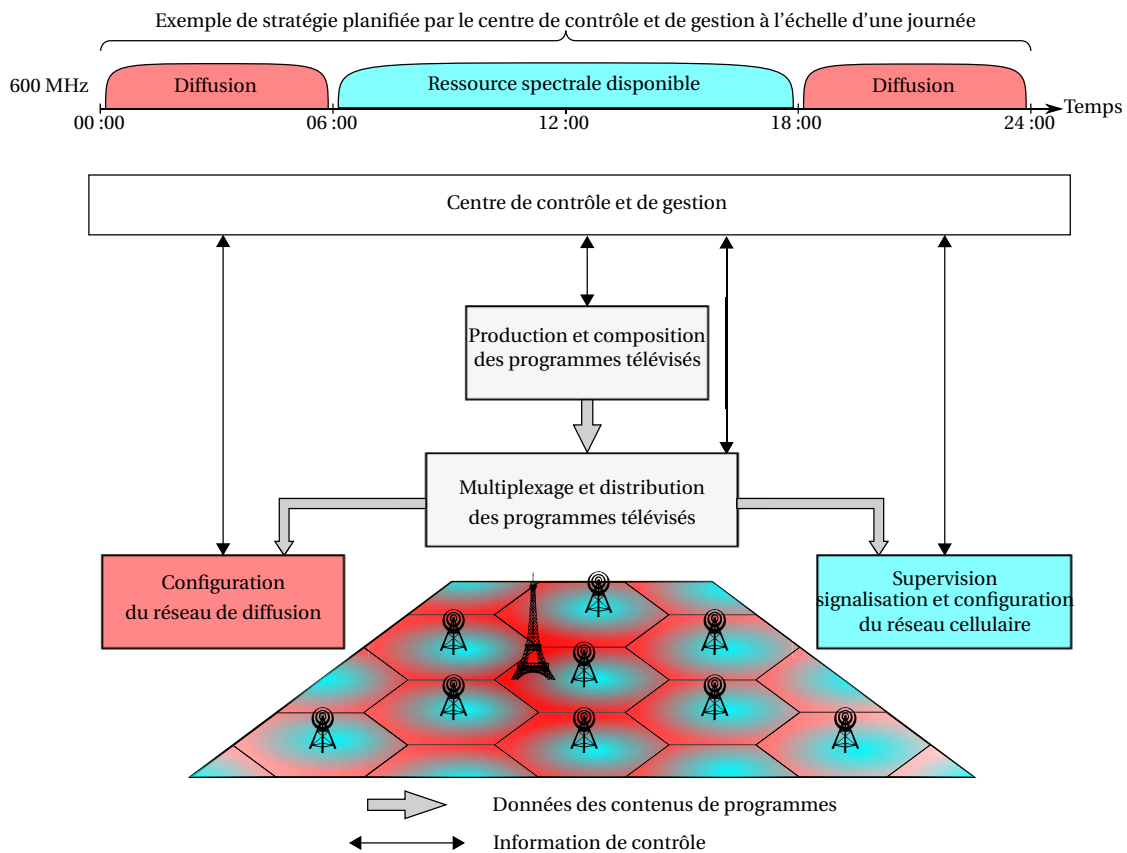 Exemple de stratégie planifiée par le centre de contrôle et de gestion à l'échelle d'une journée
600 MHz
Diffusion
Ressource spectrale disponible
Diffusion
Temps
00 :00
06 :00
12 :00
18 :00
24 :00
Centre de contrôle et de gestion
Production et composition
des programmes télévisés
Multiplexage et distribution
des programmes télévisés
Configuration
du réseau de diffusion
Supervision
signalisation et configuration
du réseau cellulaire
Données des contenus de programmes
Information de contrôle